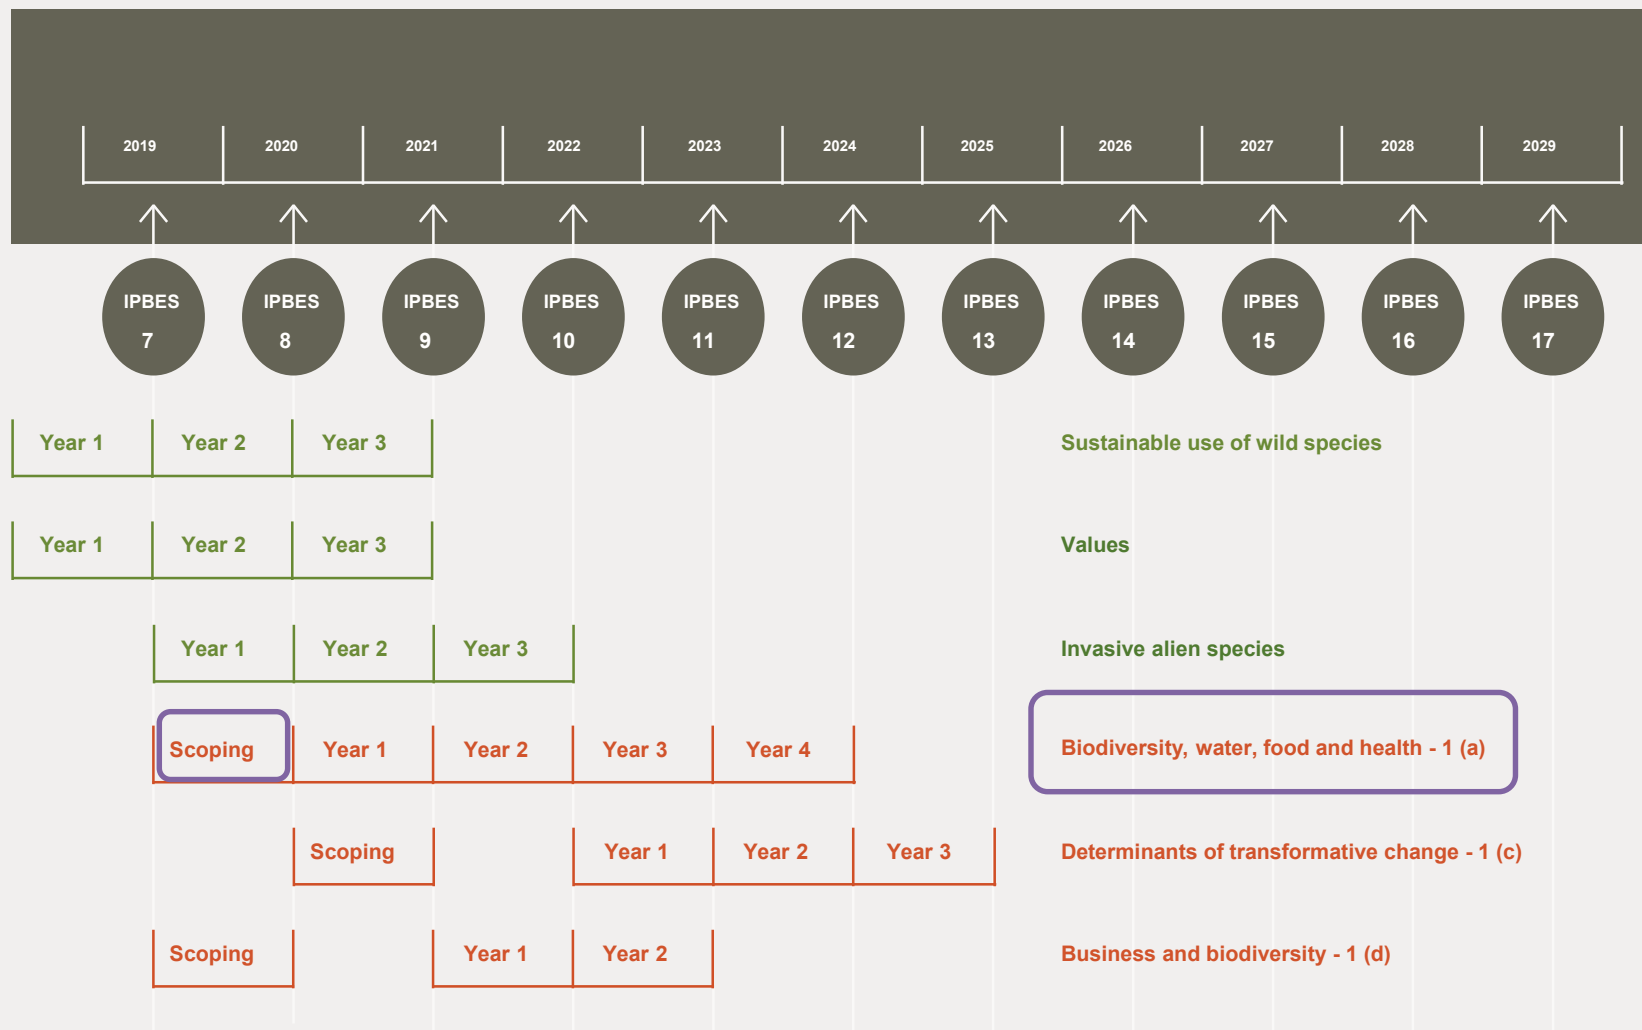 2019 2020 2021 2022 2023 2024 2025 2026 2027 2028 2029
IPBES IPBES IPBES IPBES IPBES IPBES IPBES IPBES IPBES IPBES IPBES
7 8 9 10 11 12 13 14 15 16 17
Year 1 Year 2 Year 3 Sustainable use of wild species
Year 1 Year 2 Year 3 Values
Year 1 Year 2 Year 3 Invasive alien species
Scoping Year 1 Year 2 Year 3 Year 4 Biodiversity, water, food and health - 1 (a)
Scoping Year 1 Year 2 Year 3 Determinants of transformative change - 1 (c)
Scoping Year 1 Year 2 Business and biodiversity - 1 (d)